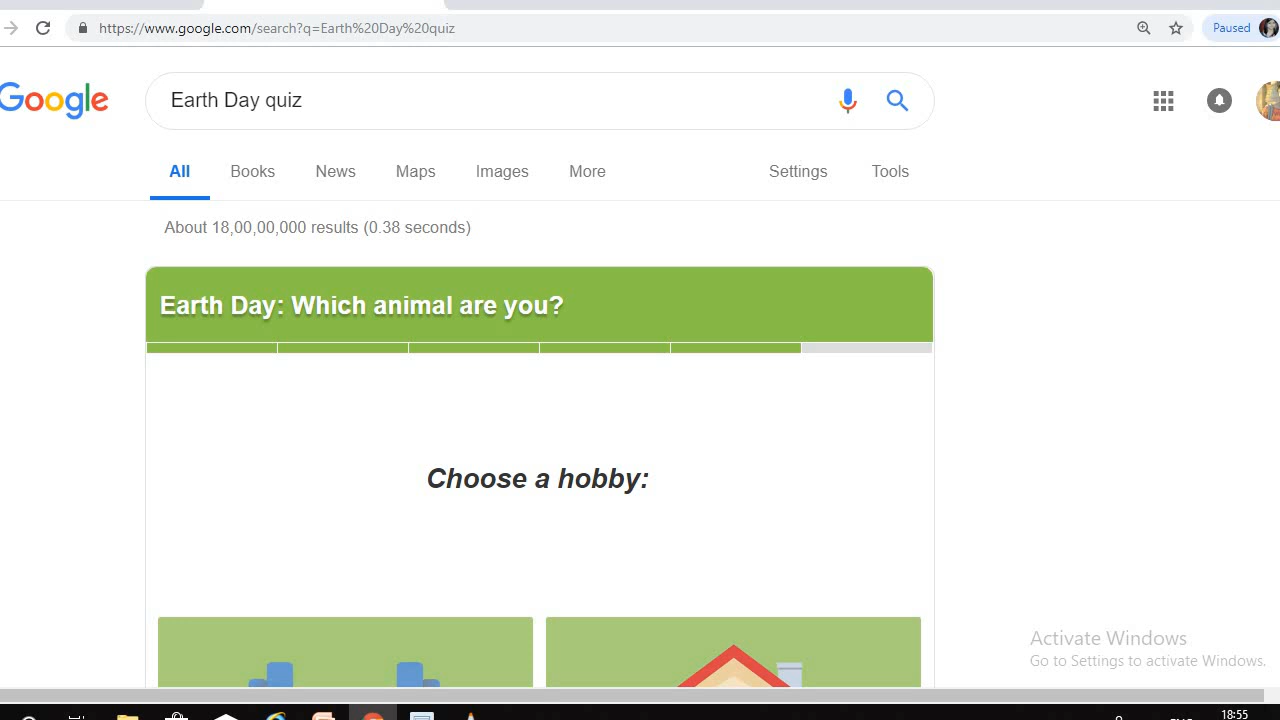 https://www.google.com/search?q=Earth%20Day%20quiz
Paused
Google
Earth Day quiz
All Books News Maps Images More Settings Tools
About 18,00,00,000 results (0.38 seconds)
Earth Day: Which animal are you?
Choose a hobby:
Activate Windows
Go to Settings to activate Windows.
18:55